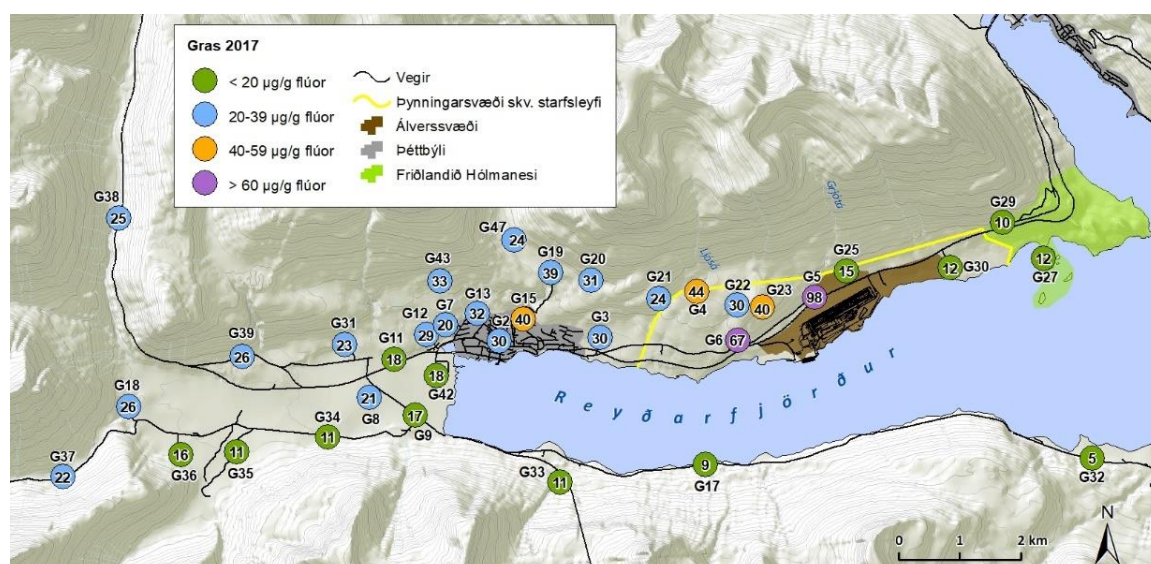 Gras 2017
< 20 µg/g flúor
20-39 µg/g flúor
40-59 µg/g flúor
> 60 µg/g flúor
Vegir
Þynningarsvæði skv. starfsleyfi
Álverssvæði
Þéttbýli
Friðlandið Hólmanesi
G38
25
G47
24
G43
33
G19
39
G20
31
G21
24
Ljósá
44
G4
G22
30
G23
40
G5
98
Grjótá
G25
15
G29
10
12
G30
12
G27
G39
26
G31
23
G12
29
G7
20
G13
32
G2
30
G15
40
G3
30
G6
67
G11
18
18
G42
Reyðarfjörður
G18
26
21
G8
17
G9
G34
11
11
G35
16
G36
G37
22
G33
11
9
G17
5
G32
N
0 1 2 km